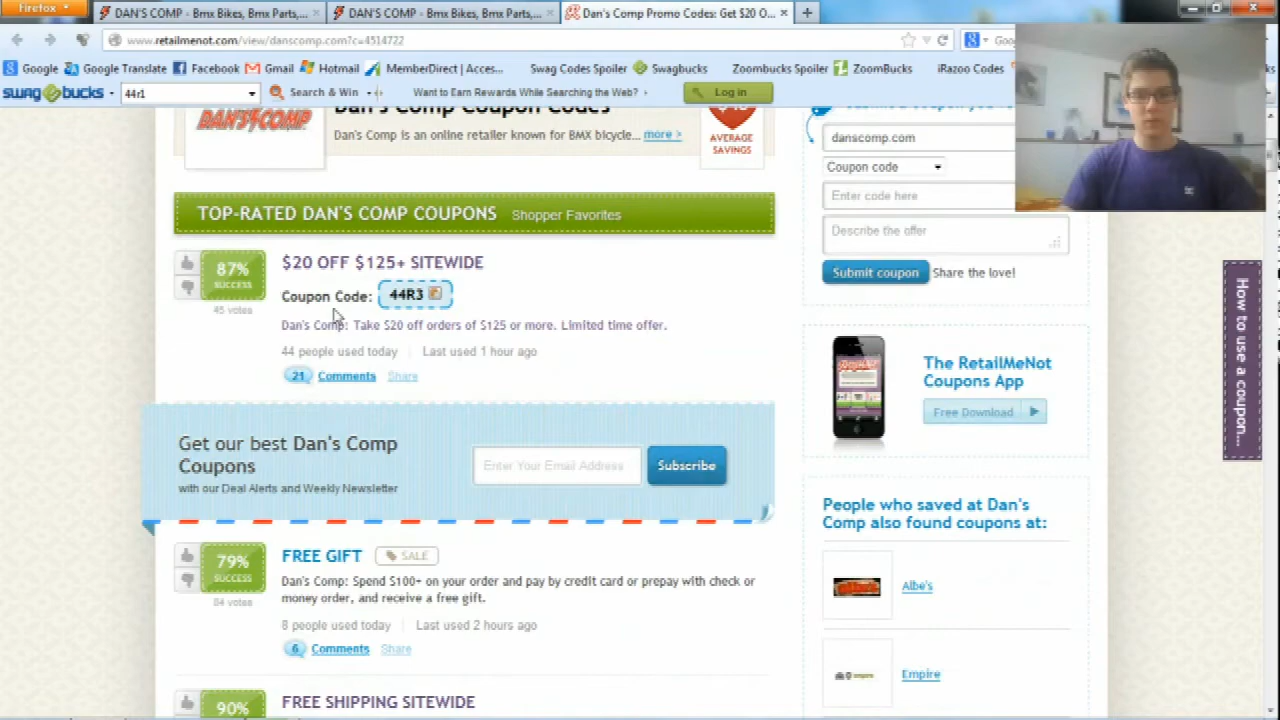 Firefox
DAN'S COMP - Bmx Bikes, Bmx Parts,...
DAN'S COMP - Bmx Bikes, Bmx Parts,...
Dan's Comp Promo Codes: Get $20 O...
www.retailmenot.com/view/danscomp.com?c=4514722
Google
Google Translate
Facebook
Gmail
Hotmail
MemberDirect | Acces...
Swag Codes Spoiler
Swagbucks
Zoombucks Spoiler
ZoomBucks
iRazoo Codes
swagbucks
44r1
Search & Win
Want to Earn Rewards While Searching the Web?
Log in
DAN'S COMP
Dan's Comp Coupon Codes
Dan's Comp is an online retailer known for BMX bicycle... more >
AVERAGE
SAVINGS
TOP-RATED DAN'S COMP COUPONS Shopper Favorites
87%
SUCCESS
45 votes
$20 OFF $125+ SITEWIDE
Coupon Code: 44R3
Dan's Comp: Take $20 off orders of $125 or more. Limited time offer.
44 people used today | Last used 1 hour ago
21 Comments Share
Get our best Dan's Comp
Coupons
with our Deal Alerts and Weekly Newsletter
Enter Your Email Address
Subscribe
79%
SUCCESS
84 votes
FREE GIFT SALE
Dan's Comp: Spend $100+ on your order and pay by credit card or prepay with check or
money order, and receive a free gift.
8 people used today | Last used 2 hours ago
6 Comments Share
90%
FREE SHIPPING SITEWIDE
danscomp.com
Coupon code
Enter code here
Describe the offer
Submit coupon Share the love!
The RetailMeNot
Coupons App
Free Download
People who saved at Dan's
Comp also found coupons at:
Albe's
Empire
How to use a coupon...